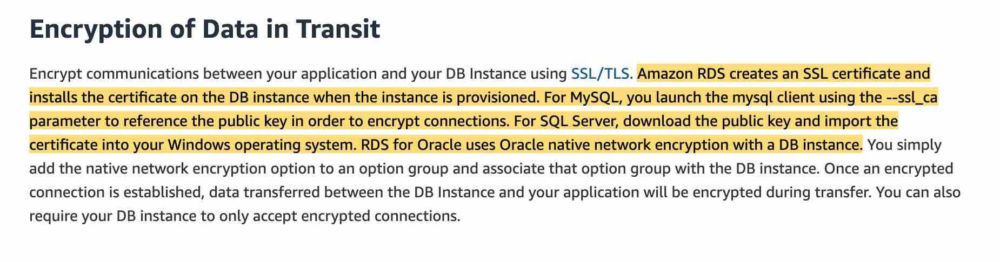 Encryption of Data in Transit
Encrypt communications between your application and your DB Instance using SSL/TLS. Amazon RDS creates an SSL certificate and
installs the certificate on the DB instance when the instance is provisioned. For MySQL, you launch the mysql client using the --ssl_ca
parameter to reference the public key in order to encrypt connections. For SQL Server, download the public key and import the
certificate into your Windows operating system. RDS for Oracle uses Oracle native network encryption with a DB instance. You simply
add the native network encryption option to an option group and associate that option group with the DB instance. Once an encrypted
connection is established, data transferred between the DB Instance and your application will be encrypted during transfer. You can also
require your DB instance to only accept encrypted connections.